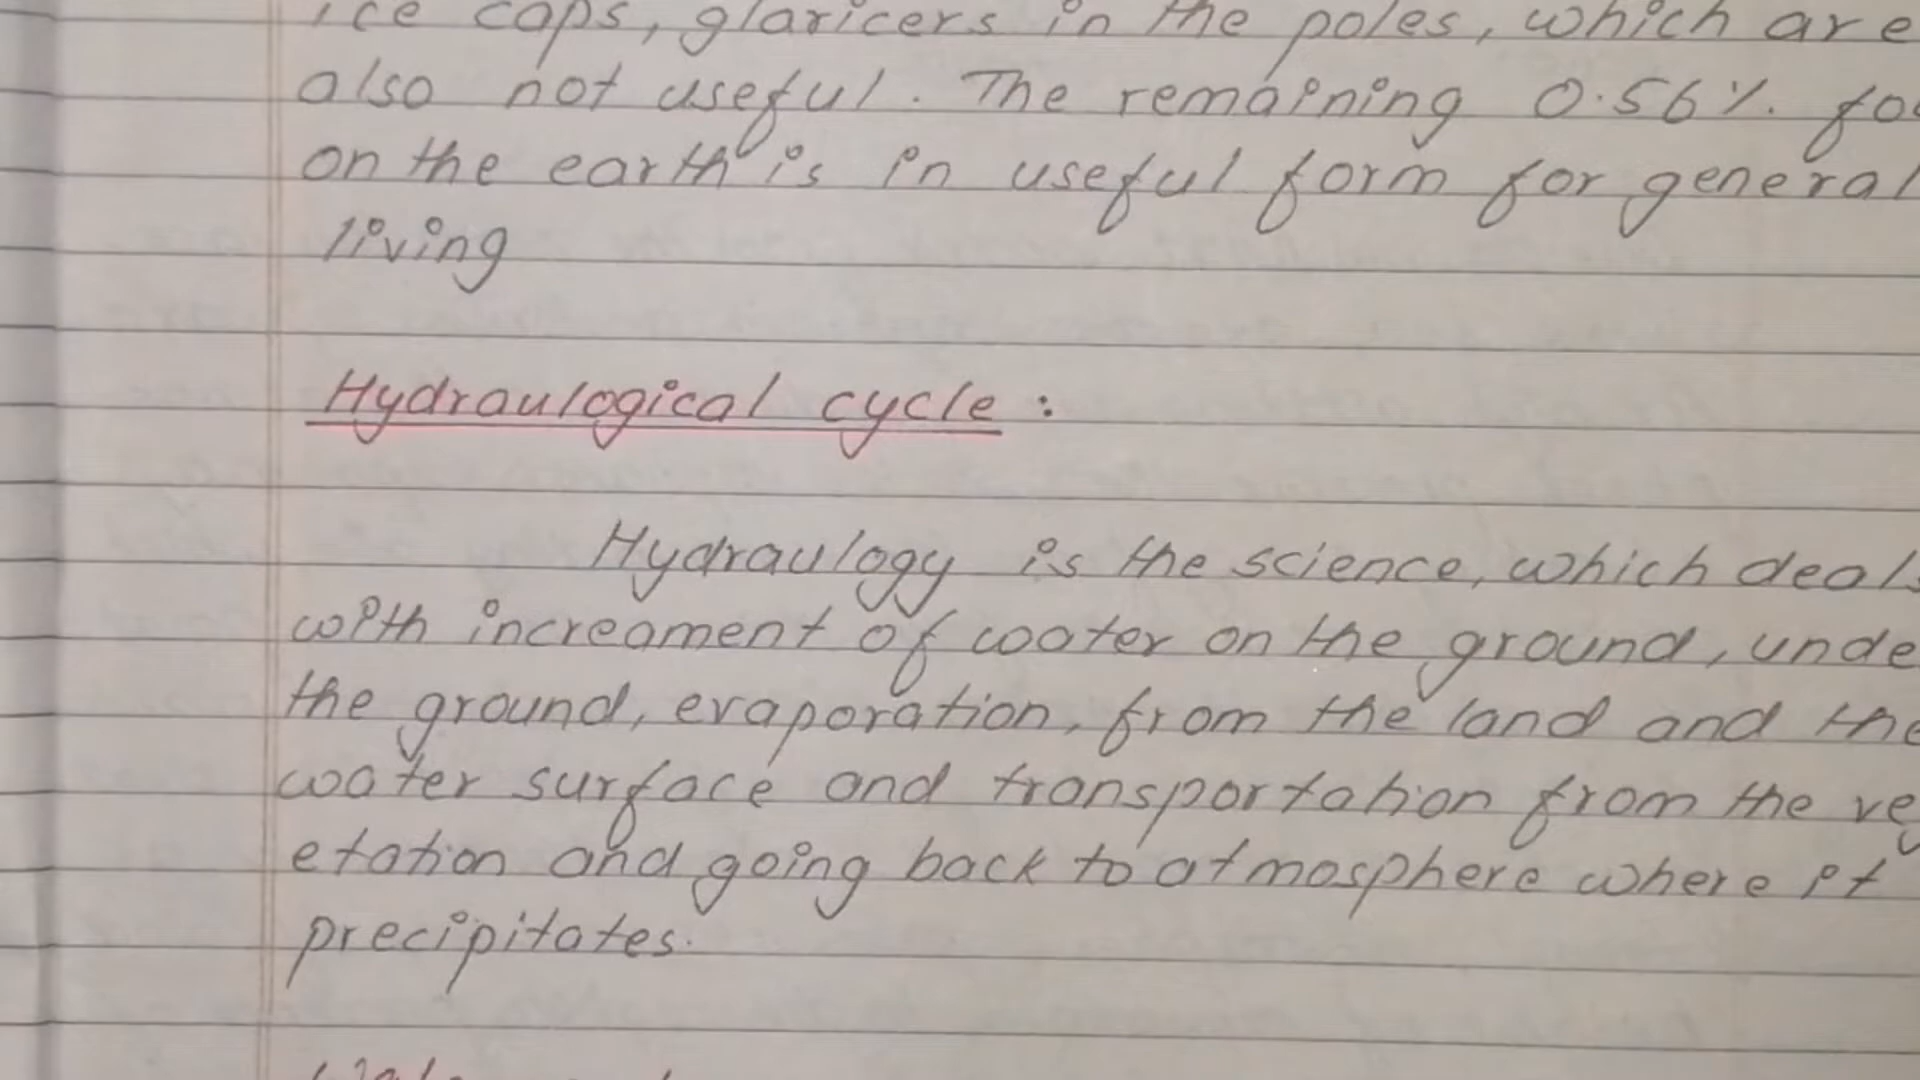 ice caps, glaricers in the poles, which are
also not useful. The remaining 0.56%. fo
on the earth is in useful form for general
living
Hydraulogical cycle :
Hydraulogy is the science, which deals
with increament of water on the ground, unde
the ground, evaporation, from the land and the
water surface and transportation from the veg
etation and going back to atmosphere where it
precipitates.